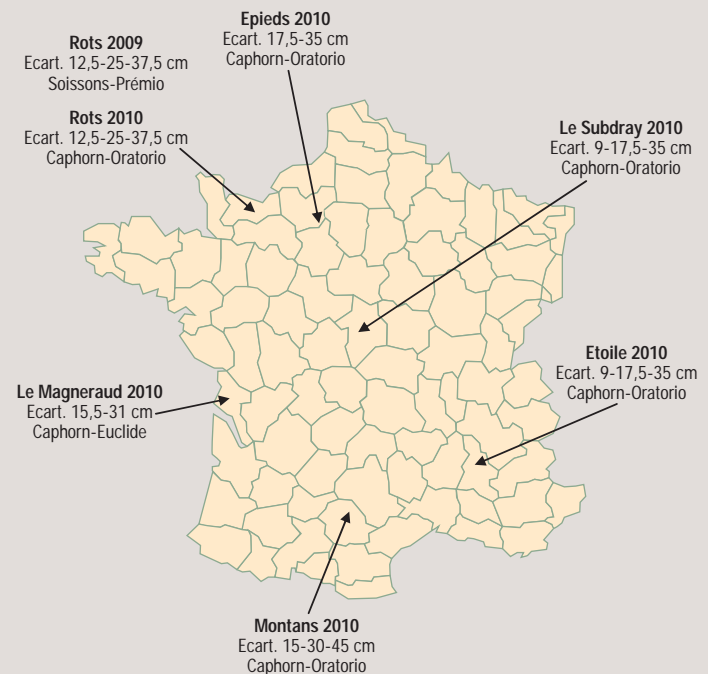 Epieds 2010
Ecart. 17,5-35 cm
Caphorn-Oratorio
Rots 2009
Ecart. 12,5-25-37,5 cm
Soissons-Prémio
Rots 2010
Ecart. 12,5-25-37,5 cm
Caphorn-Oratorio
Le Subdray 2010
Ecart. 9-17,5-35 cm
Caphorn-Oratorio
Etoile 2010
Ecart. 9-17,5-35 cm
Caphorn-Oratorio
Le Magneraud 2010
Ecart. 15,5-31 cm
Caphorn-Euclide
Montans 2010
Ecart. 15-30-45 cm
Caphorn-Oratorio